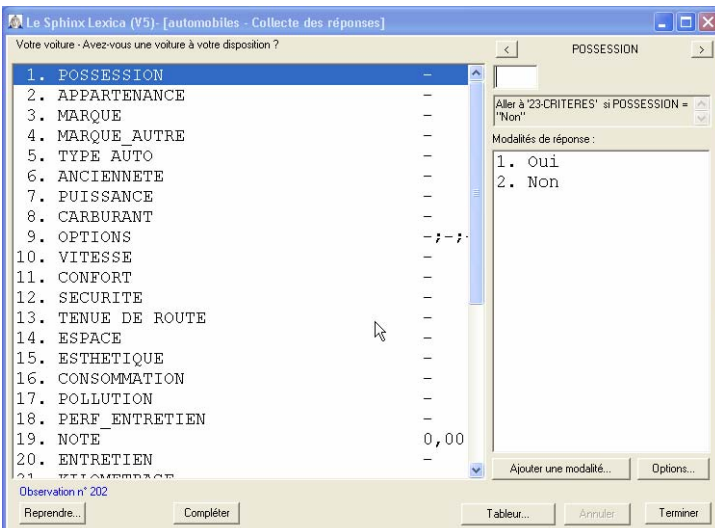 Le Sphinx Lexica (V5)- [automobiles - Collecte des réponses]
Votre voiture - Avez-vous une voiture à votre disposition ?
1. POSSESSION -
2. APPARTENANCE -
3. MARQUE -
4. MARQUE_AUTRE -
5. TYPE AUTO -
6. ANCIENNETE -
7. PUISSANCE -
8. CARBURANT -
9. OPTIONS -;-;-
10. VITESSE -
11. CONFORT -
12. SECURITE -
13. TENUE DE ROUTE -
14. ESPACE -
15. ESTHETIQUE -
16. CONSOMMATION -
17. POLLUTION -
18. PERF_ENTRETIEN -
19. NOTE 0,00
20. ENTRETIEN -
21. KILOMETRAGE
Observation n° 202
Reprendre...
Compléter
< POSSESSION >
Aller à '23-CRITERES' si POSSESSION =
"Non"
Modalités de réponse :
1. Oui
2. Non
Ajouter une modalité...
Options...
Tableur...
Annuler
Terminer